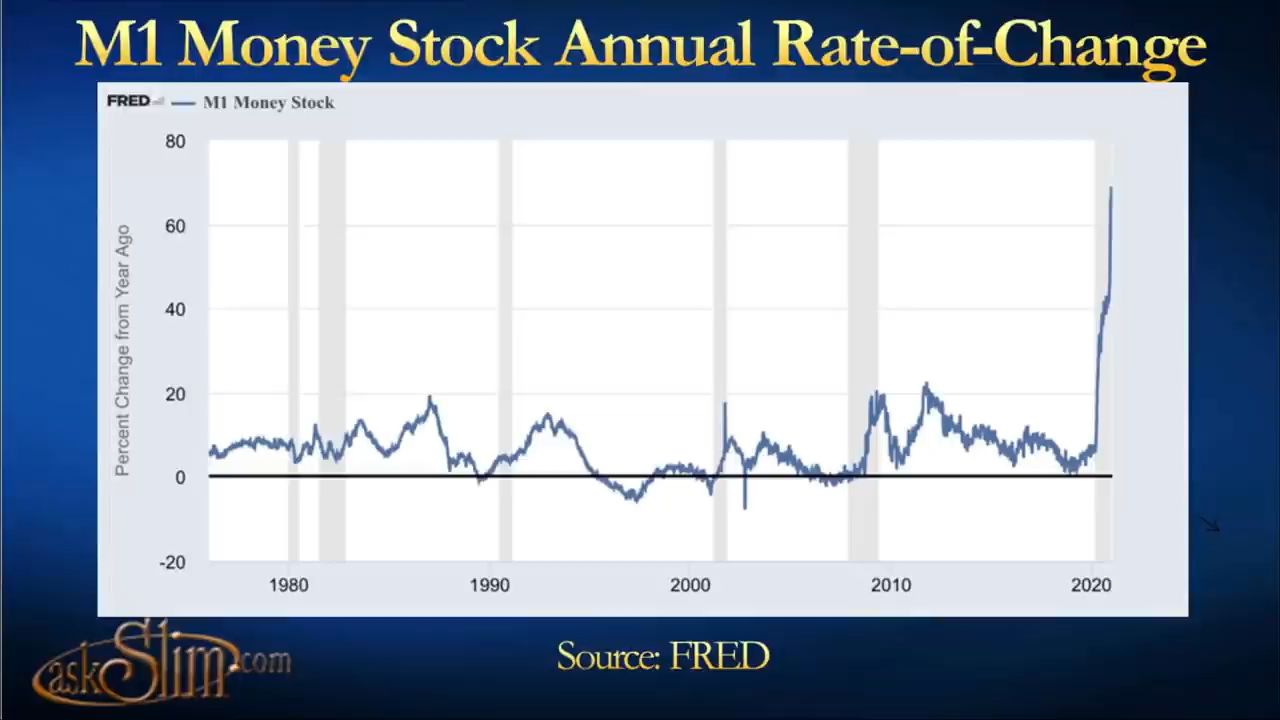 M1 Money Stock Annual Rate-of-Change
FRED M1 Money Stock
80
60
40
20
0
-20
Percent Change from Year Ago
1980 1990 2000 2010 2020
askSlim.com
Source: FRED